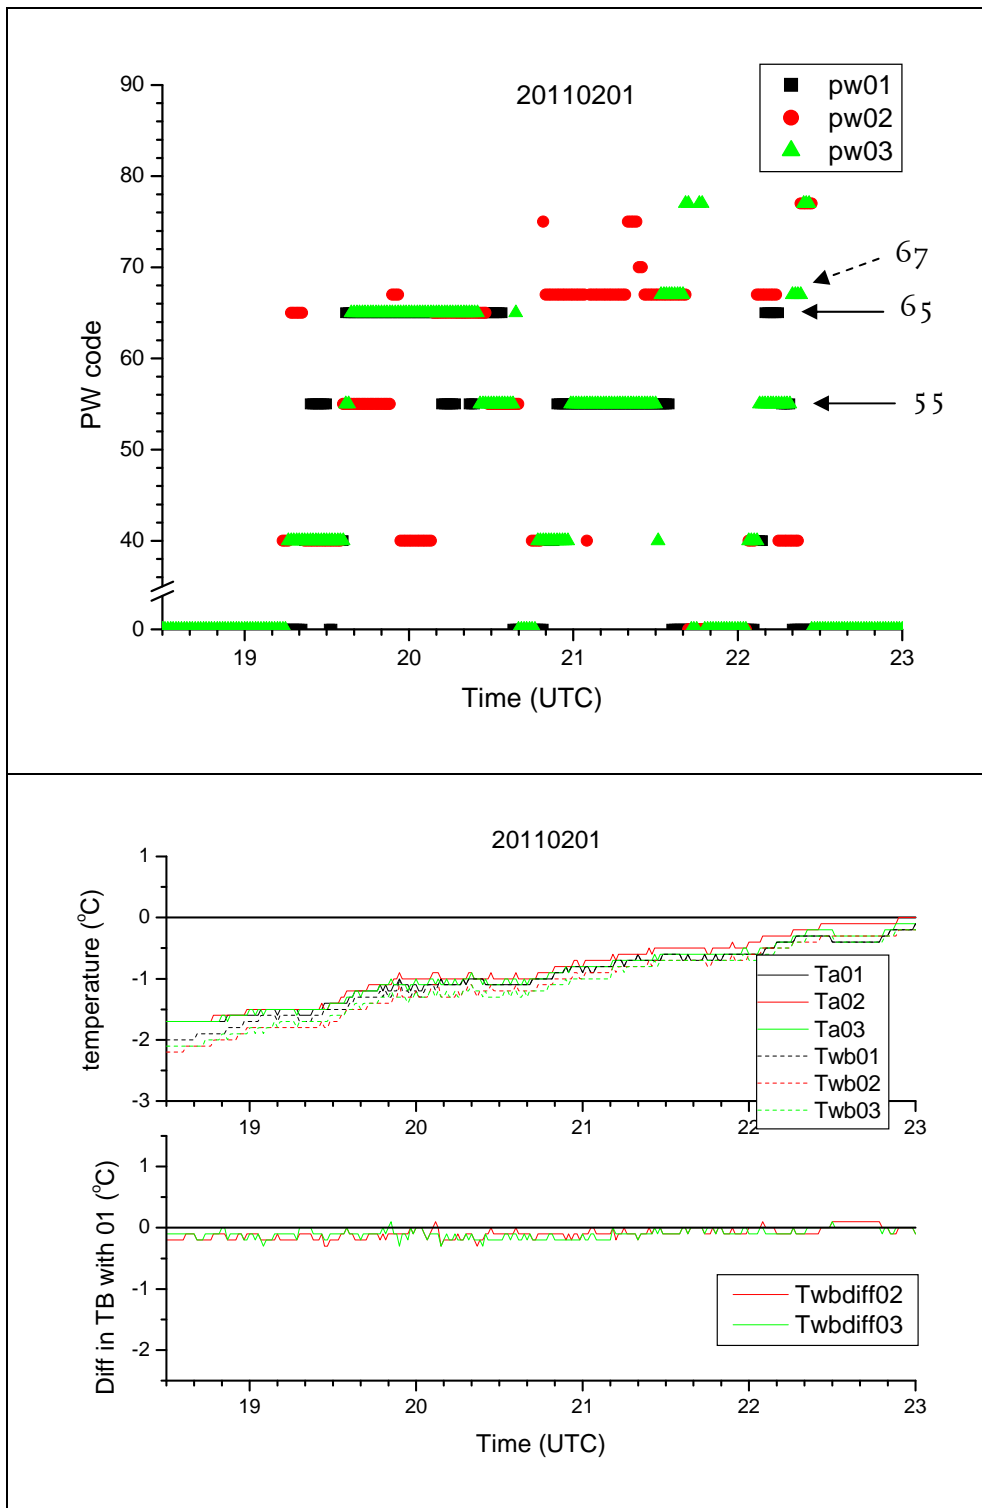 20110201
pw01
pw02
pw03
90
80
70
60
50
40
0
PW code
67
65
55
19
20
21
22
23
Time (UTC)
20110201
1
0
-1
-2
-3
temperature (°C)
Ta01
Ta02
Ta03
Twb01
Twb02
Twb03
19
20
21
22
23
1
0
-1
-2
Diff in TB with 01 (°C)
Twbdiff02
Twbdiff03
19
20
21
22
23
Time (UTC)